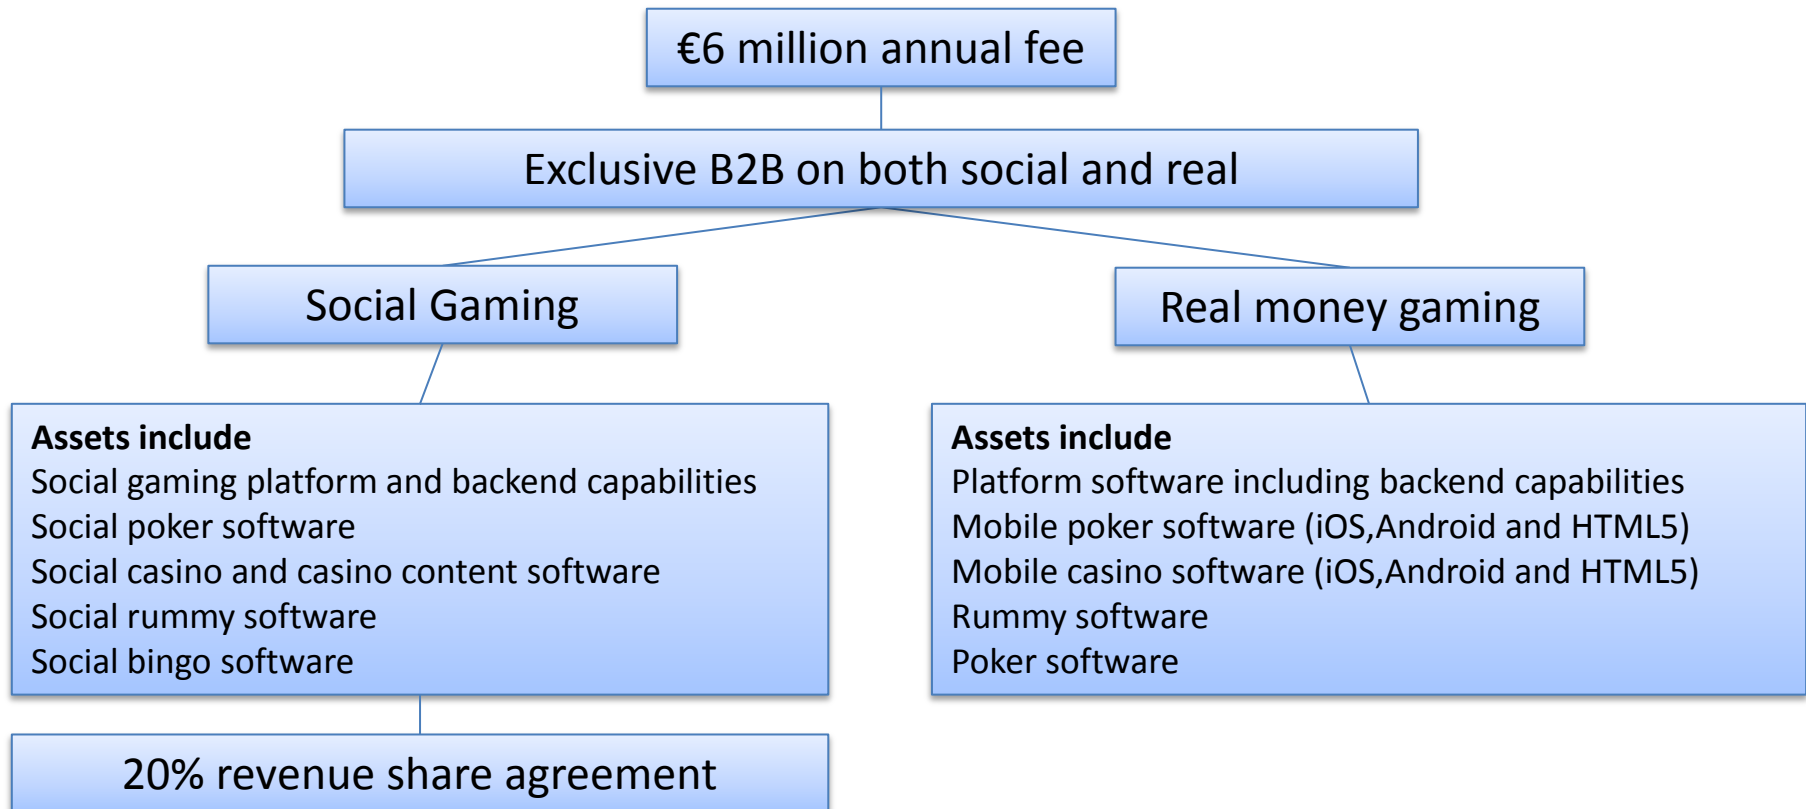 €6 million annual fee
Exclusive B2B on both social and real
Social Gaming
Real money gaming
Assets include
Social gaming platform and backend capabilities
Social poker software
Social casino and casino content software
Social rummy software
Social bingo software
Assets include
Platform software including backend capabilities
Mobile poker software (iOS,Android and HTML5)
Mobile casino software (iOS,Android and HTML5)
Rummy software
Poker software
20% revenue share agreement